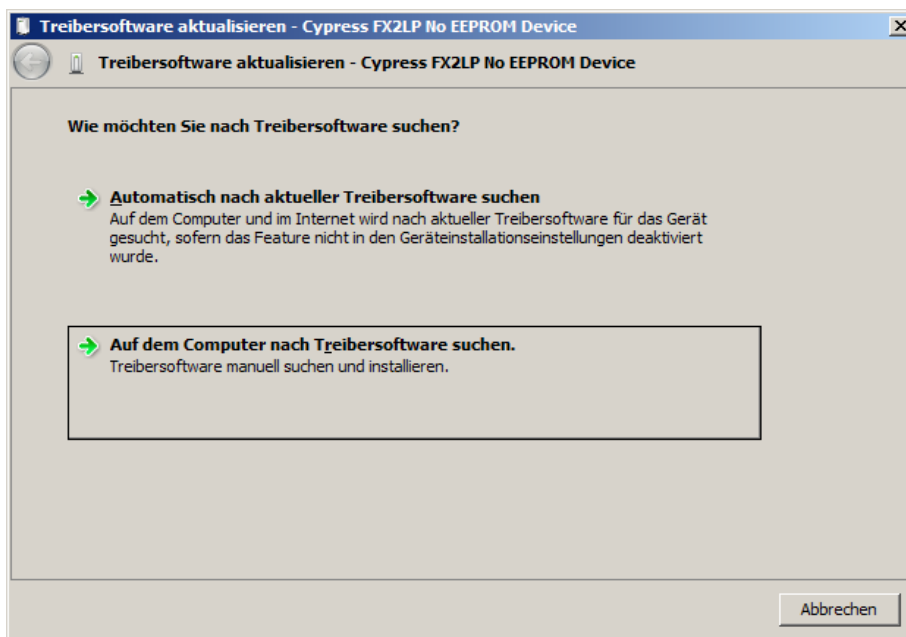 Treibersoftware aktualisieren - Cypress FX2LP No EEPROM Device
Treibersoftware aktualisieren - Cypress FX2LP No EEPROM Device
Wie möchten Sie nach Treibersoftware suchen?
Automatisch nach aktueller Treibersoftware suchen
Auf dem Computer und im Internet wird nach aktueller Treibersoftware für das Gerät
gesucht, sofern das Feature nicht in den Geräteinstallationseinstellungen deaktiviert
wurde.
Auf dem Computer nach Treibersoftware suchen.
Treibersoftware manuell suchen und installieren.
Abbrechen